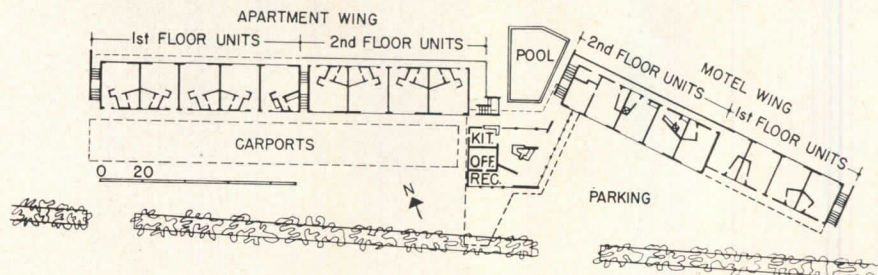 APARTMENT WING
1st FLOOR UNITS
2nd FLOOR UNITS
POOL
2nd FLOOR UNITS
MOTEL WING
1st FLOOR UNITS
CARPORTS
KIT.
OFF.
REC.
0 20
N
PARKING